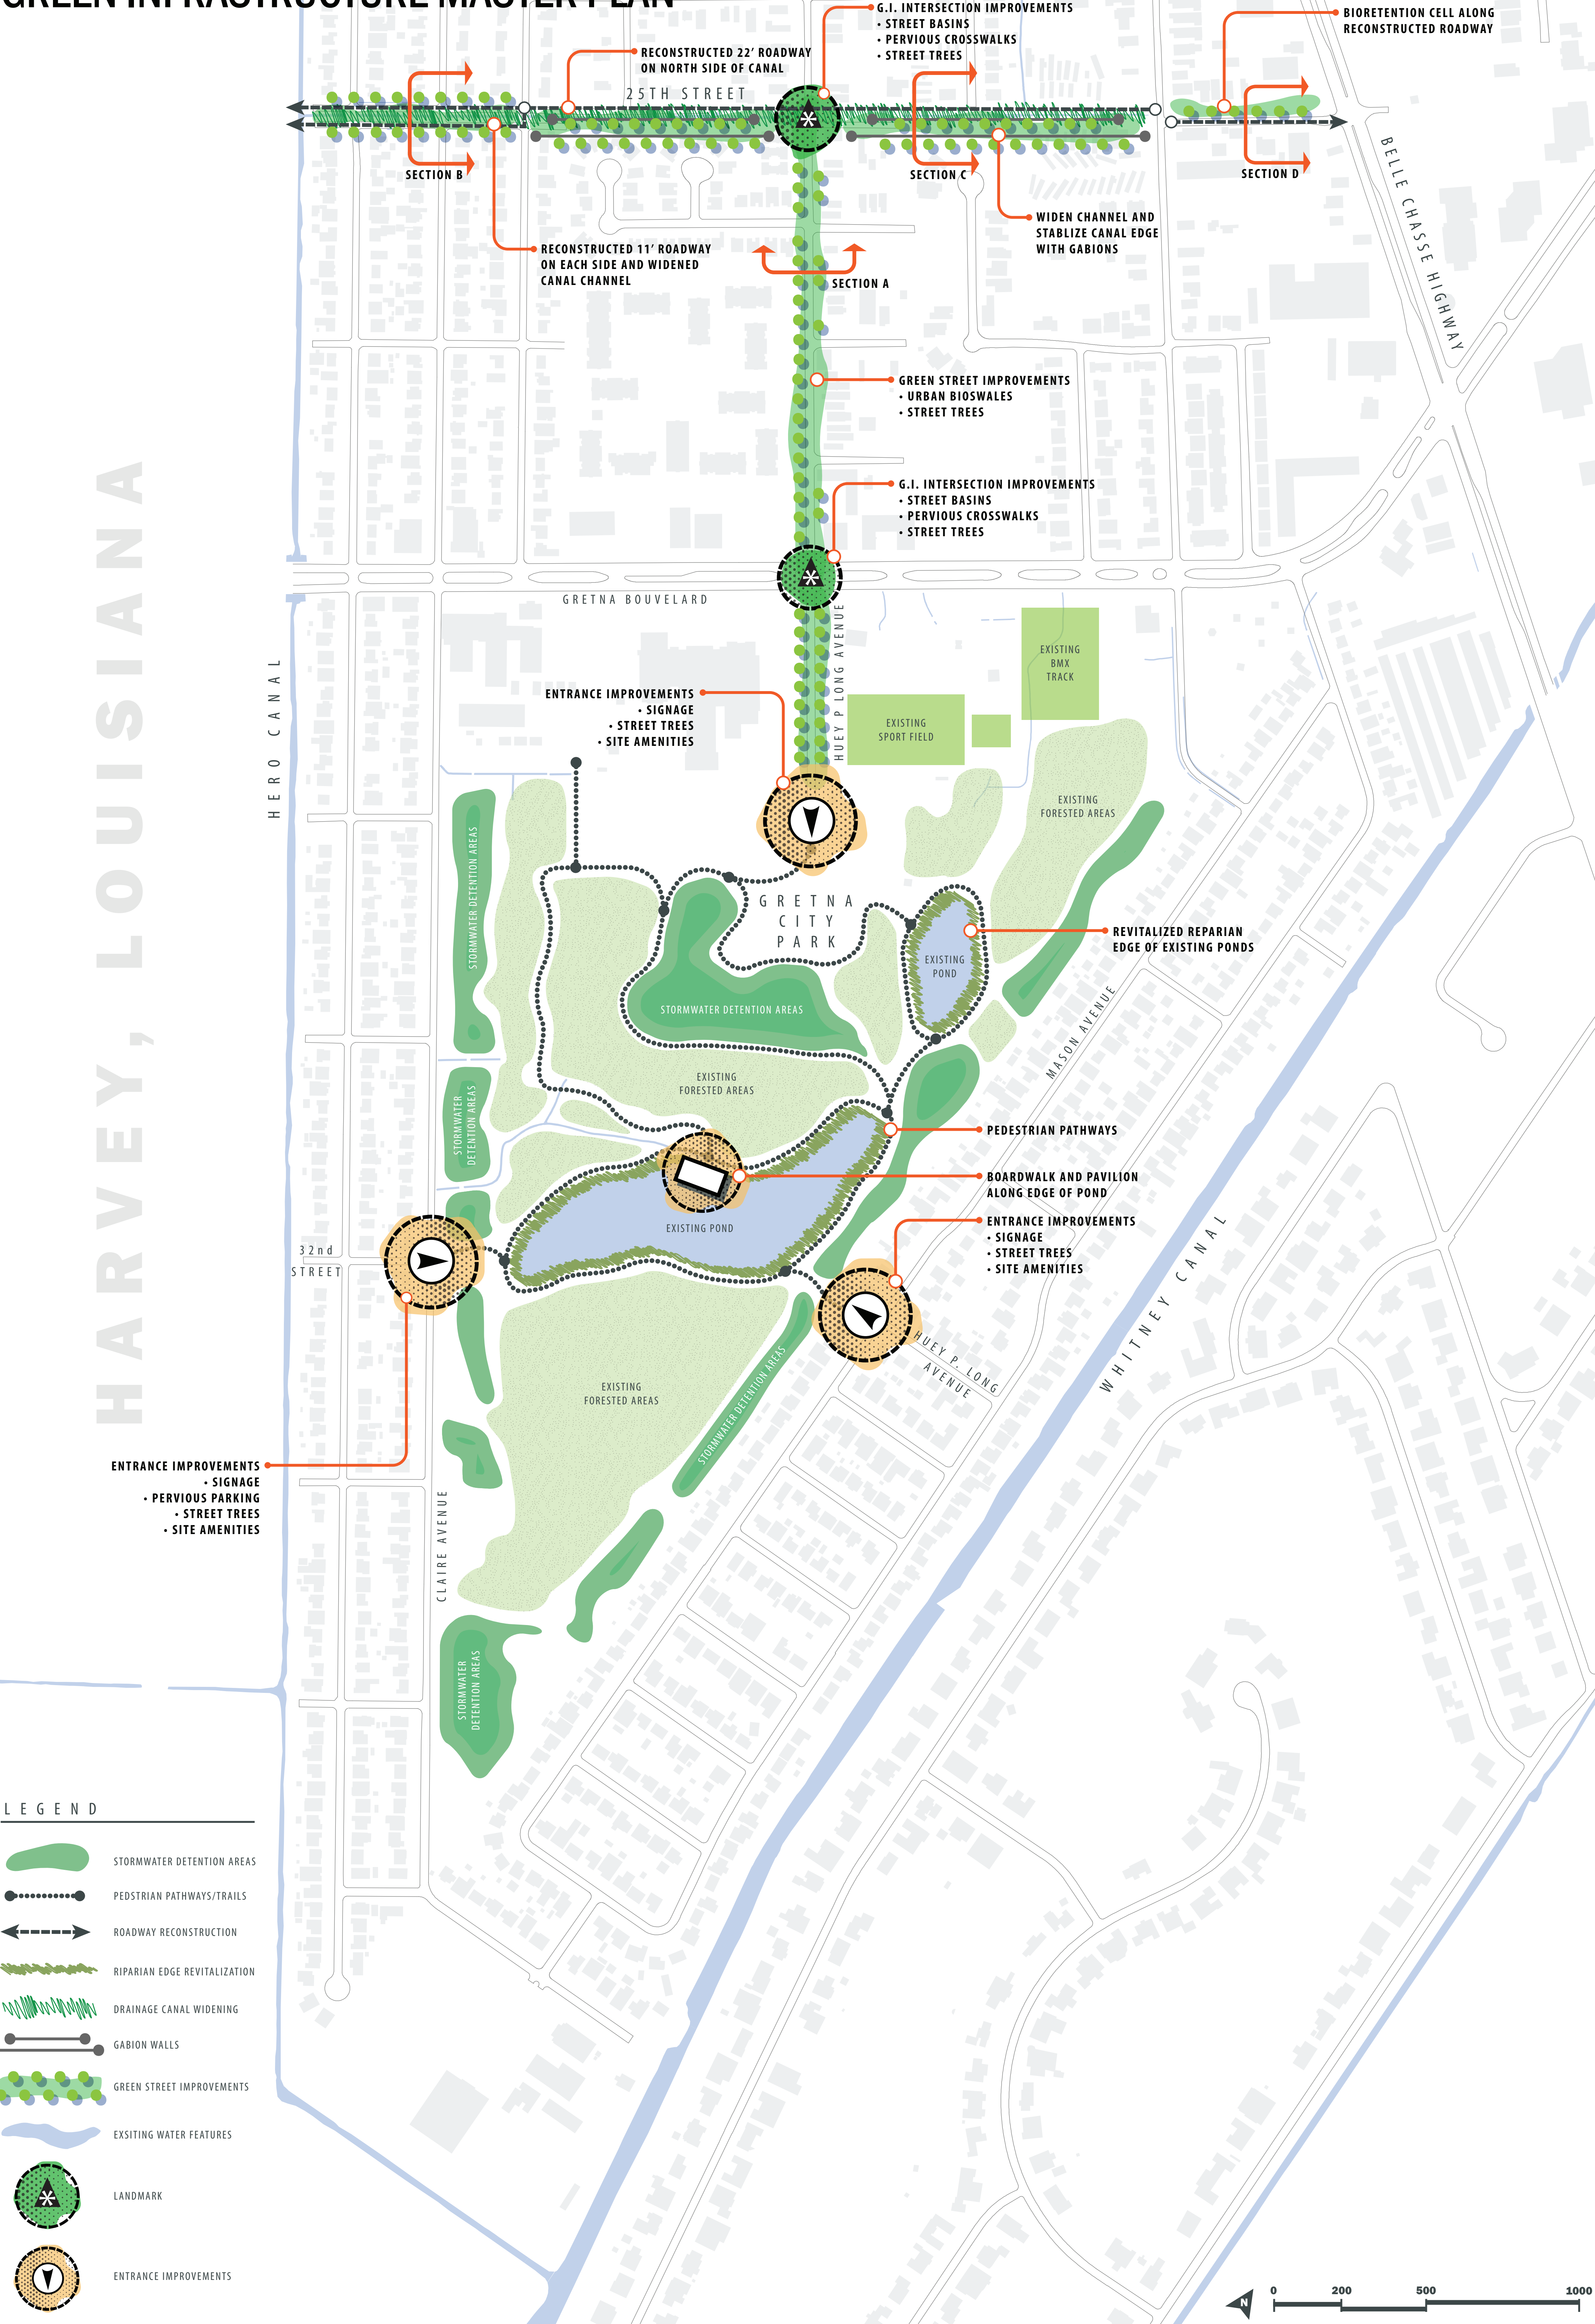 GREEN INFRASTRUCTURE MASTER PLAN
G.I. INTERSECTION IMPROVEMENTS
• STREET BASINS
• PERVIOUS CROSSWALKS
• STREET TREES
BIORETENTION CELL ALONG
RECONSTRUCTED ROADWAY
RECONSTRUCTED 22' ROADWAY
ON NORTH SIDE OF CANAL
25TH STREET
SECTION B
SECTION C
SECTION D
BELLE CHASSE HIGHWAY
RECONSTRUCTED 11' ROADWAY
ON EACH SIDE AND WIDENED
CANAL CHANNEL
WIDEN CHANNEL AND
STABLIZE CANAL EDGE
WITH GABIONS
SECTION A
GREEN STREET IMPROVEMENTS
• URBAN BIOSWALES
• STREET TREES
G.I. INTERSECTION IMPROVEMENTS
• STREET BASINS
• PERVIOUS CROSSWALKS
• STREET TREES
HARVEY, LOUISIANA
HERO CANAL
GRETNA BOUVELARD
HUEY P LONG AVENUE
EXISTING
BMX
TRACK
EXISTING
SPORT FIELD
ENTRANCE IMPROVEMENTS
• SIGNAGE
• STREET TREES
• SITE AMENITIES
EXISTING
FORESTED AREAS
STORMWATER DETENTION AREAS
GRETNA
CITY
PARK
REVITALIZED REPARIAN
EDGE OF EXISTING PONDS
EXISTING
POND
STORMWATER DETENTION AREAS
MASON AVENUE
EXISTING
FORESTED AREAS
STORMWATER
DETENTION AREAS
PEDESTRIAN PATHWAYS
BOARDWALK AND PAVILION
ALONG EDGE OF POND
EXISTING POND
ENTRANCE IMPROVEMENTS
• SIGNAGE
• STREET TREES
• SITE AMENITIES
32nd
STREET
WHITNEY CANAL
HUEY P. LONG
AVENUE
EXISTING
FORESTED AREAS
STORMWATER DETENTION AREAS
ENTRANCE IMPROVEMENTS
• SIGNAGE
• PERVIOUS PARKING
• STREET TREES
• SITE AMENITIES
CLAIRE AVENUE
STORMWATER
DETENTION AREAS
LEGEND
STORMWATER DETENTION AREAS
PEDSTRIAN PATHWAYS/TRAILS
ROADWAY RECONSTRUCTION
RIPARIAN EDGE REVITALIZATION
DRAINAGE CANAL WIDENING
GABION WALLS
GREEN STREET IMPROVEMENTS
EXSITING WATER FEATURES
LANDMARK
ENTRANCE IMPROVEMENTS
N
0 200 500 1000